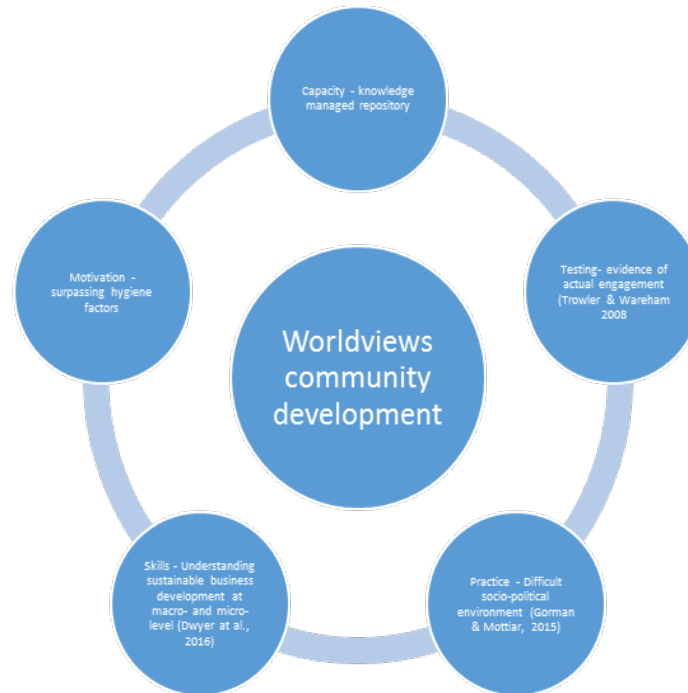 Capacity - knowledge
managed repository
Testing- evidence of
actual engagement
(Trowler & Wareham
2008
Practice - Difficult
socio-political
environment (Gorman
& Mottiar, 2015)
Skills - Understanding
sustainable business
development at
macro- and micro-
level (Dwyer at al.,
2016)
Motivation -
surpassing hygiene
factors
Worldviews
community
development